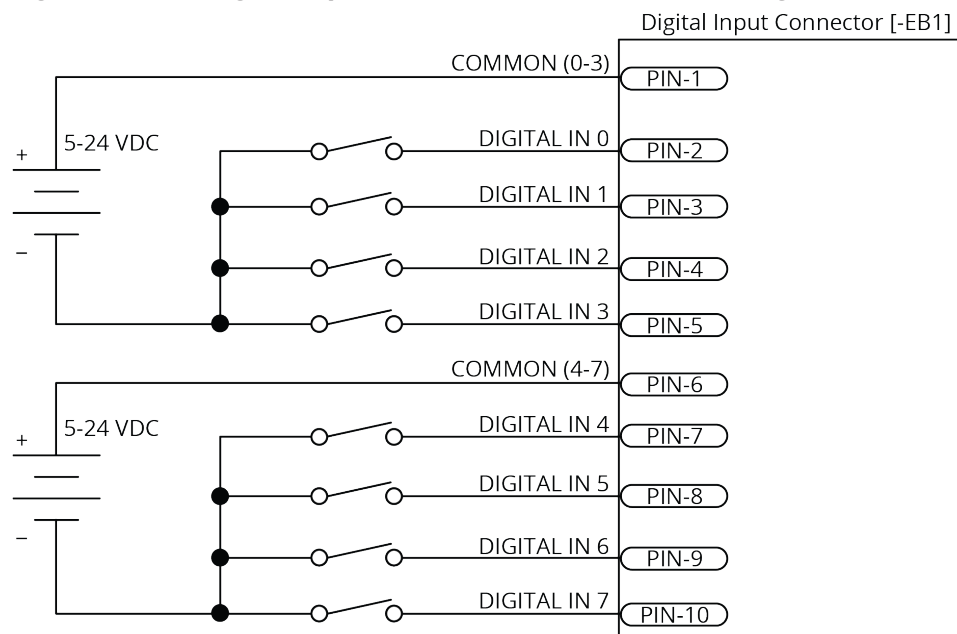 Digital Input Connector [-EB1]
COMMON (0-3)
PIN-1
5-24 VDC
+
DIGITAL IN 0
PIN-2
DIGITAL IN 1
PIN-3
–
DIGITAL IN 2
PIN-4
DIGITAL IN 3
PIN-5
COMMON (4-7)
PIN-6
5-24 VDC
+
DIGITAL IN 4
PIN-7
DIGITAL IN 5
PIN-8
–
DIGITAL IN 6
PIN-9
DIGITAL IN 7
PIN-10